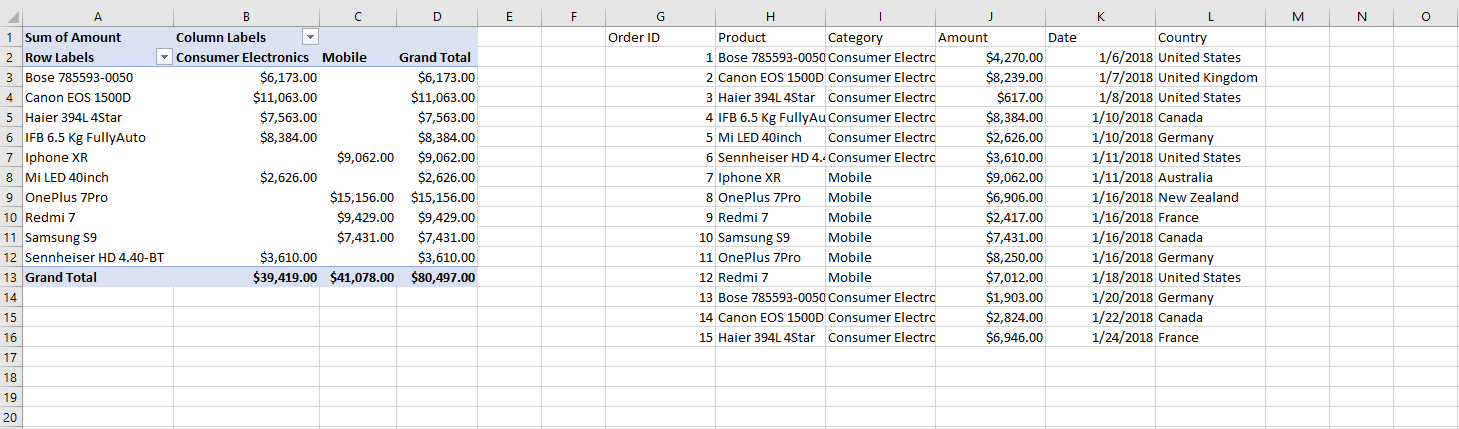 A B C D E F G H I J K L M N O
1 Sum of Amount Column Labels Order ID Product Category Amount Date Country
2 Row Labels Consumer Electronics Mobile Grand Total 1 Bose 785593-0050 Consumer Electro $4,270.00 1/6/2018 United States
3 Bose 785593-0050 $6,173.00 $6,173.00 2 Canon EOS 1500D Consumer Electro $8,239.00 1/7/2018 United Kingdom
4 Canon EOS 1500D $11,063.00 $11,063.00 3 Haier 394L 4Star Consumer Electro $617.00 1/8/2018 United States
5 Haier 394L 4Star $7,563.00 $7,563.00 4 IFB 6.5 Kg FullyAu Consumer Electro $8,384.00 1/10/2018 Canada
6 IFB 6.5 Kg FullyAuto $8,384.00 $8,384.00 5 Mi LED 40inch Consumer Electro $2,626.00 1/10/2018 Germany
7 Iphone XR $9,062.00 $9,062.00 6 Sennheiser HD 4.4 Consumer Electro $3,610.00 1/11/2018 United States
8 Mi LED 40inch $2,626.00 $2,626.00 7 Iphone XR Mobile $9,062.00 1/11/2018 Australia
9 OnePlus 7Pro $15,156.00 $15,156.00 8 OnePlus 7Pro Mobile $6,906.00 1/16/2018 New Zealand
10 Redmi 7 $9,429.00 $9,429.00 9 Redmi 7 Mobile $2,417.00 1/16/2018 France
11 Samsung S9 $7,431.00 $7,431.00 10 Samsung S9 Mobile $7,431.00 1/16/2018 Canada
12 Sennheiser HD 4.40-BT $3,610.00 $3,610.00 11 OnePlus 7Pro Mobile $8,250.00 1/16/2018 Germany
13 Grand Total $39,419.00 $41,078.00 $80,497.00 12 Redmi 7 Mobile $7,012.00 1/18/2018 United States
14 13 Bose 785593-0050 Consumer Electro $1,903.00 1/20/2018 Germany
15 14 Canon EOS 1500D Consumer Electro $2,824.00 1/22/2018 Canada
16 15 Haier 394L 4Star Consumer Electro $6,946.00 1/24/2018 France
17
18
19
20